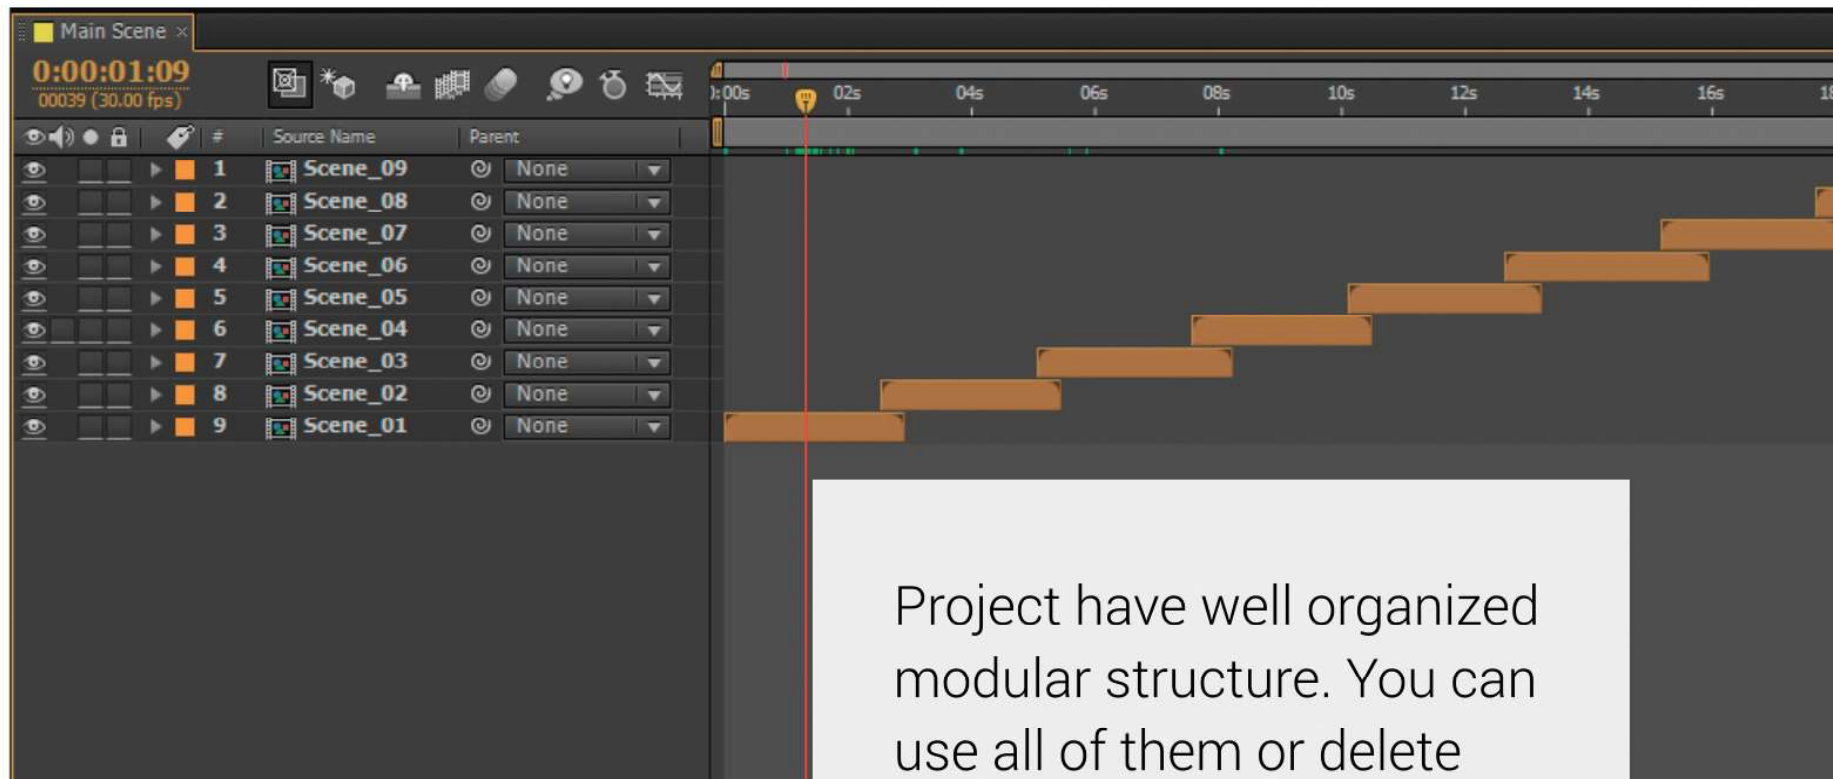 Main Scene ×
0:00:01:09
00039 (30.00 fps)
):00s 02s 04s 06s 08s 10s 12s 14s 16s 18
# Source Name Parent
1 Scene_09 None
2 Scene_08 None
3 Scene_07 None
4 Scene_06 None
5 Scene_05 None
6 Scene_04 None
7 Scene_03 None
8 Scene_02 None
9 Scene_01 None
Project have well organized
modular structure. You can
use all of them or delete